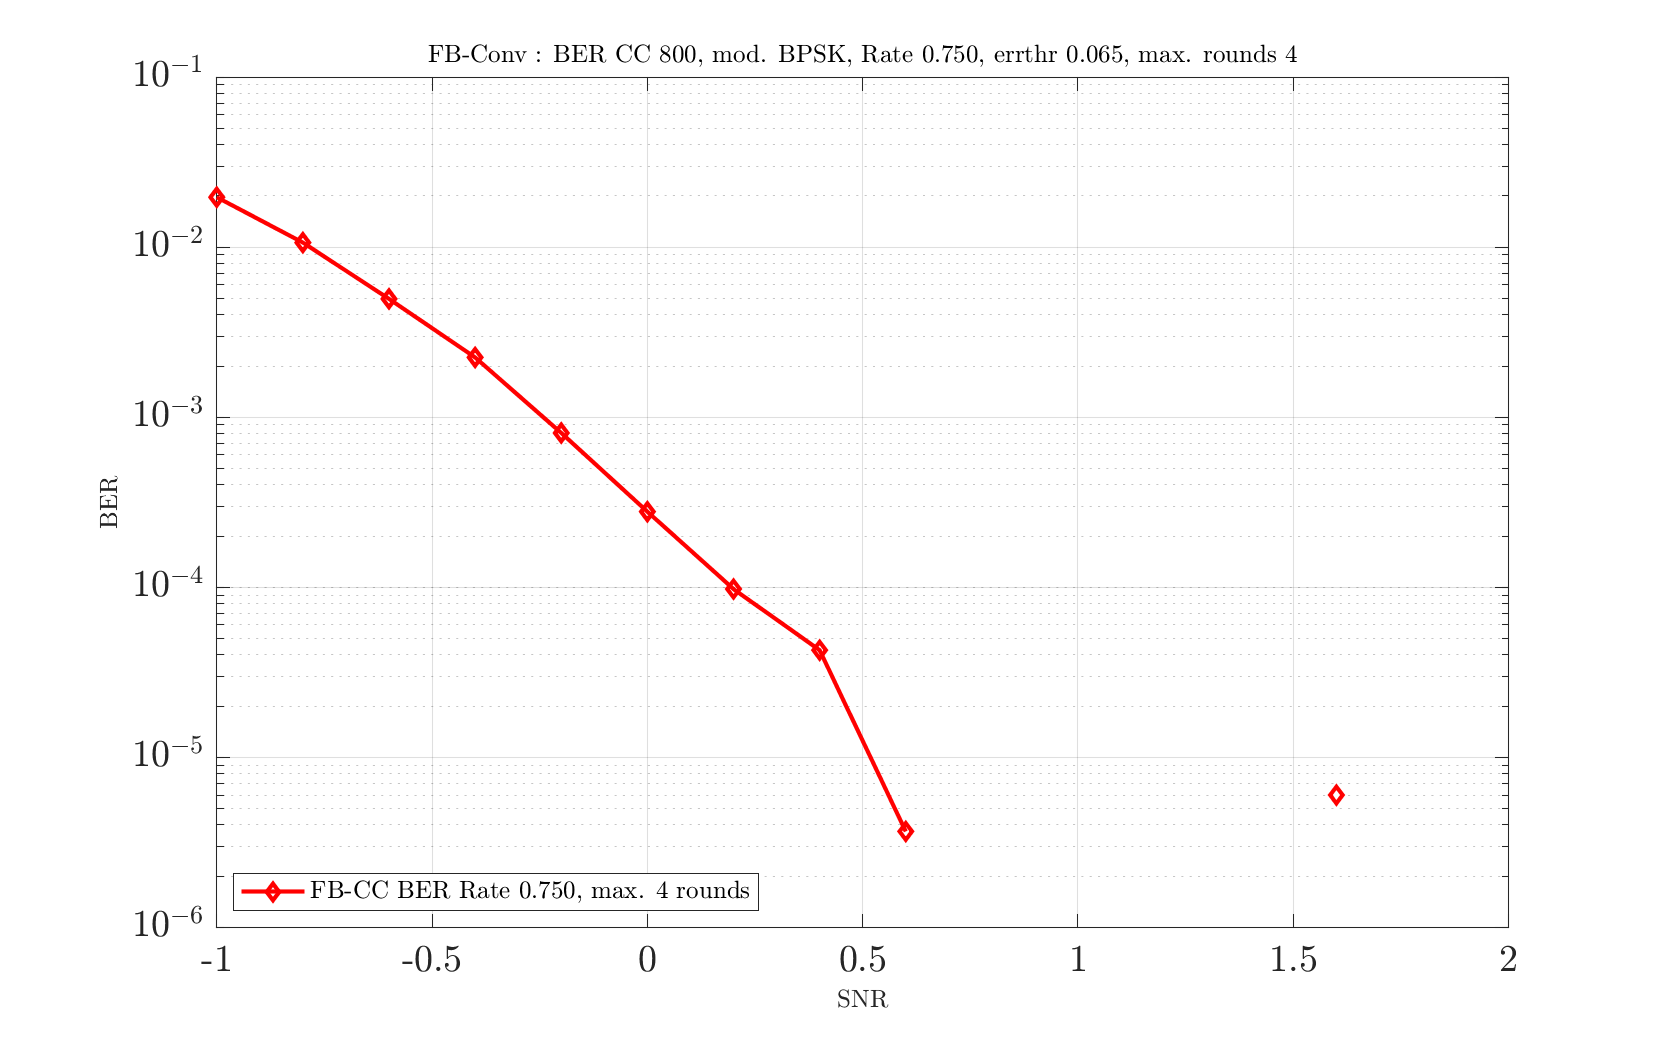 FB-Conv : BER CC 800, mod. BPSK, Rate 0.750, errthr 0.065, max. rounds 4
10⁻¹
10⁻²
10⁻³
10⁻⁴
10⁻⁵
10⁻⁶
BER
FB-CC BER Rate 0.750, max. 4 rounds
-1 -0.5 0 0.5 1 1.5 2
SNR